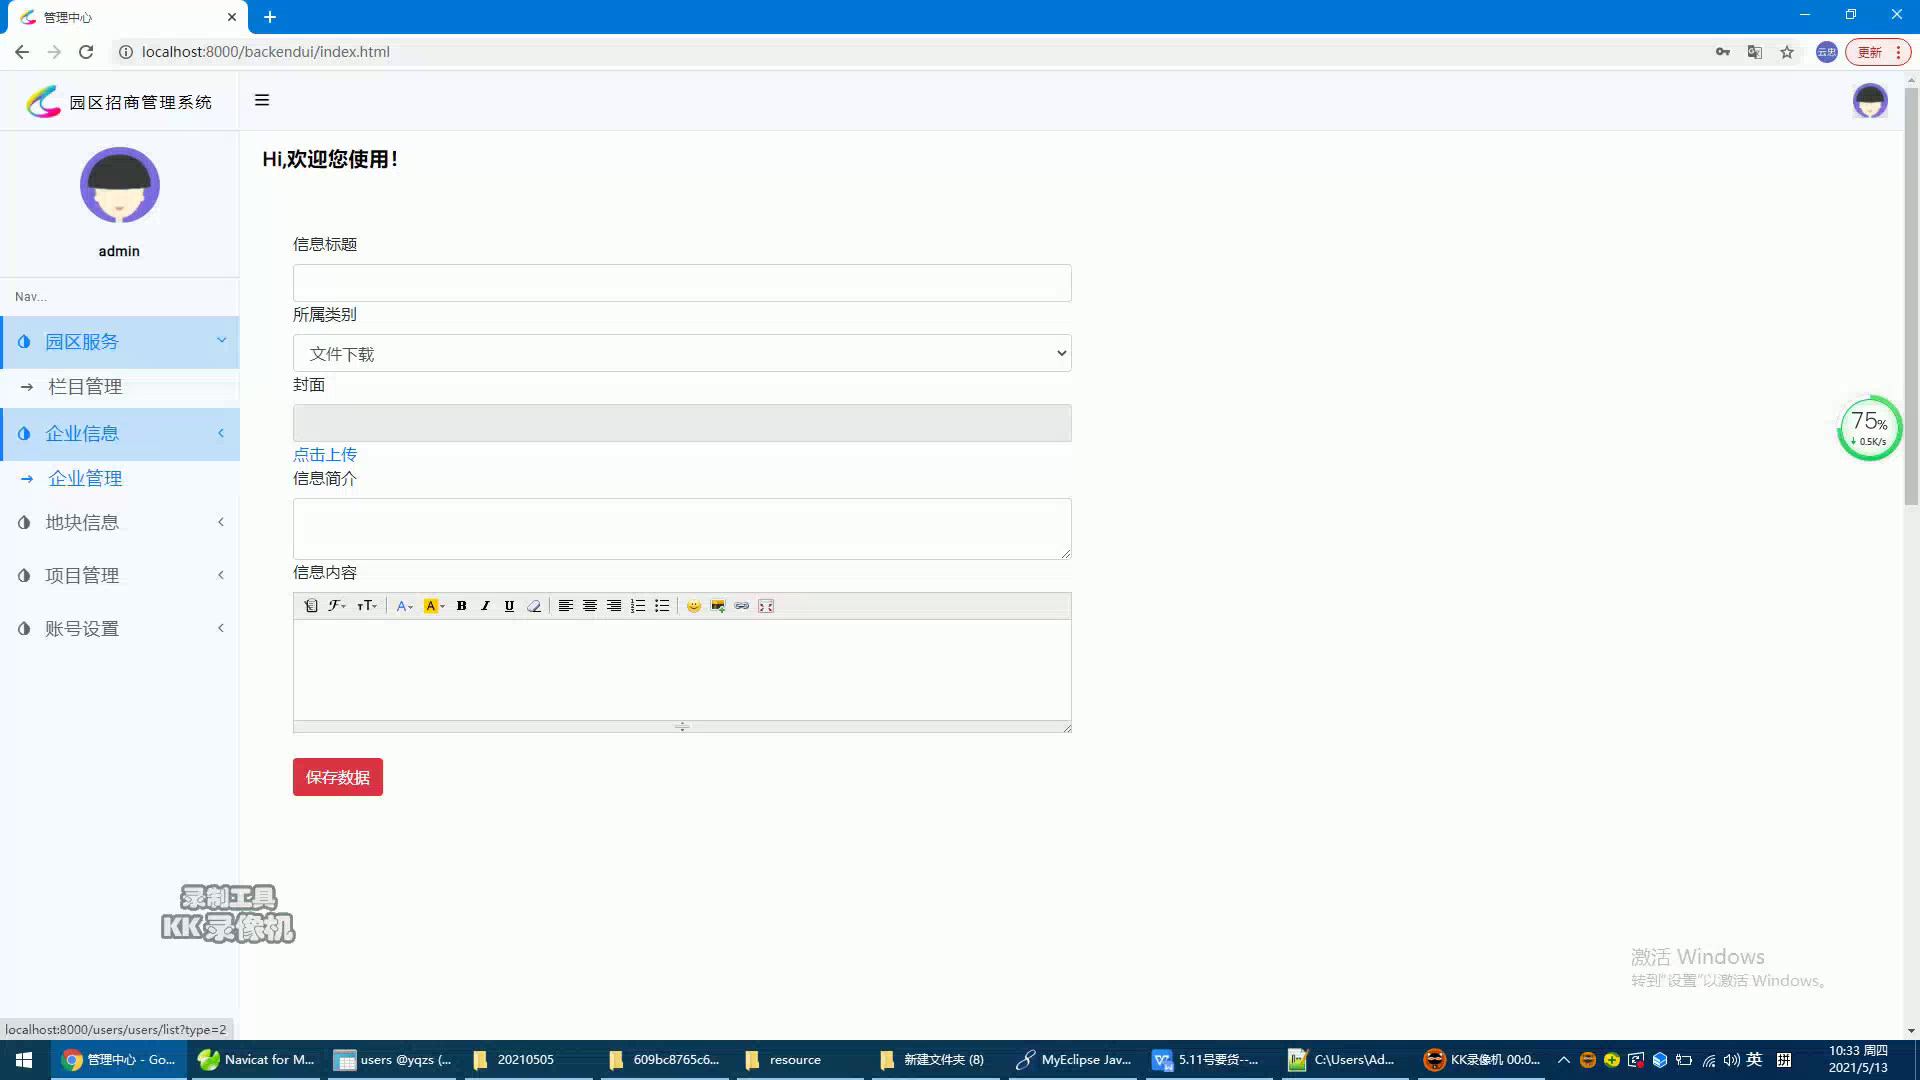 管理中心
localhost:8000/backendui/index.html
云忠
更新
园区招商管理系统
Hi,欢迎您使用!
admin
Nav...
园区服务
栏目管理
企业信息
企业管理
地块信息
项目管理
账号设置
信息标题
所属类别
文件下载
封面
点击上传
信息简介
信息内容
保存数据
75%
0.5K/s
录制工具
KK录像机
激活 Windows
转到"设置"以激活 Windows。
localhost:8000/users/users/list?type=2
管理中心 - Go...
Navicat for M...
users @yqzs (...
20210505
609bc8765c6...
resource
新建文件夹 (8)
MyEclipse Jav...
5.11号要货--...
C:\Users\Ad...
KK录像机 00:0...
英
拼
10:33 周四
2021/5/13